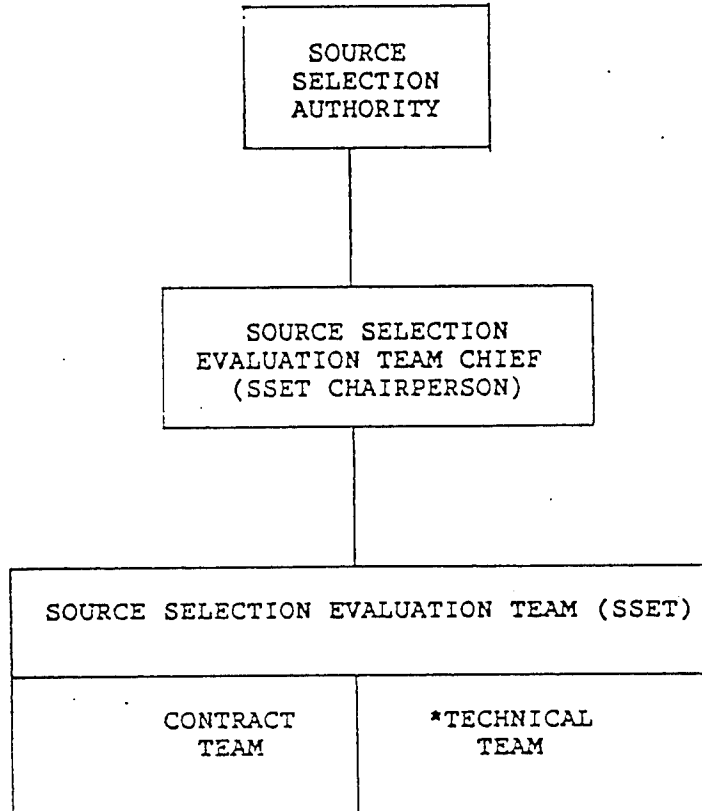 SOURCE
SELECTION
AUTHORITY
SOURCE SELECTION
EVALUATION TEAM CHIEF
(SSET CHAIRPERSON)
SOURCE SELECTION EVALUATION TEAM (SSET)
CONTRACT
TEAM
*TECHNICAL
TEAM